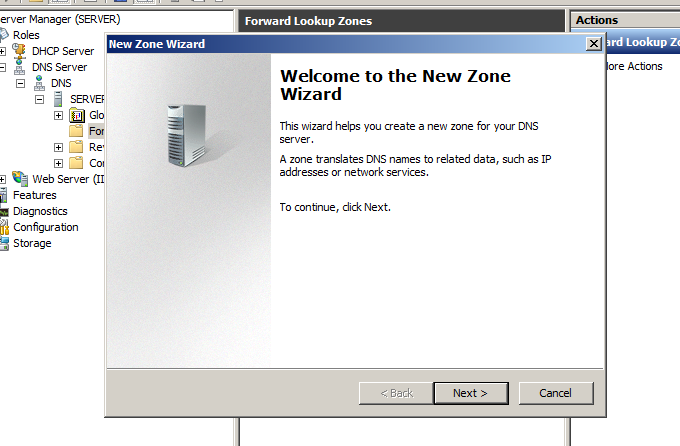 erver Manager (SERVER)
Roles
DHCP Server
DNS Server
DNS
SERVER
Glo
For
Rev
Co
Web Server (II
Features
Diagnostics
Configuration
Storage
Forward Lookup Zones
Actions
ard Lookup Zo
ore Actions
New Zone Wizard
Welcome to the New Zone
Wizard
This wizard helps you create a new zone for your DNS
server.
A zone translates DNS names to related data, such as IP
addresses or network services.
To continue, click Next.
< Back
Next >
Cancel